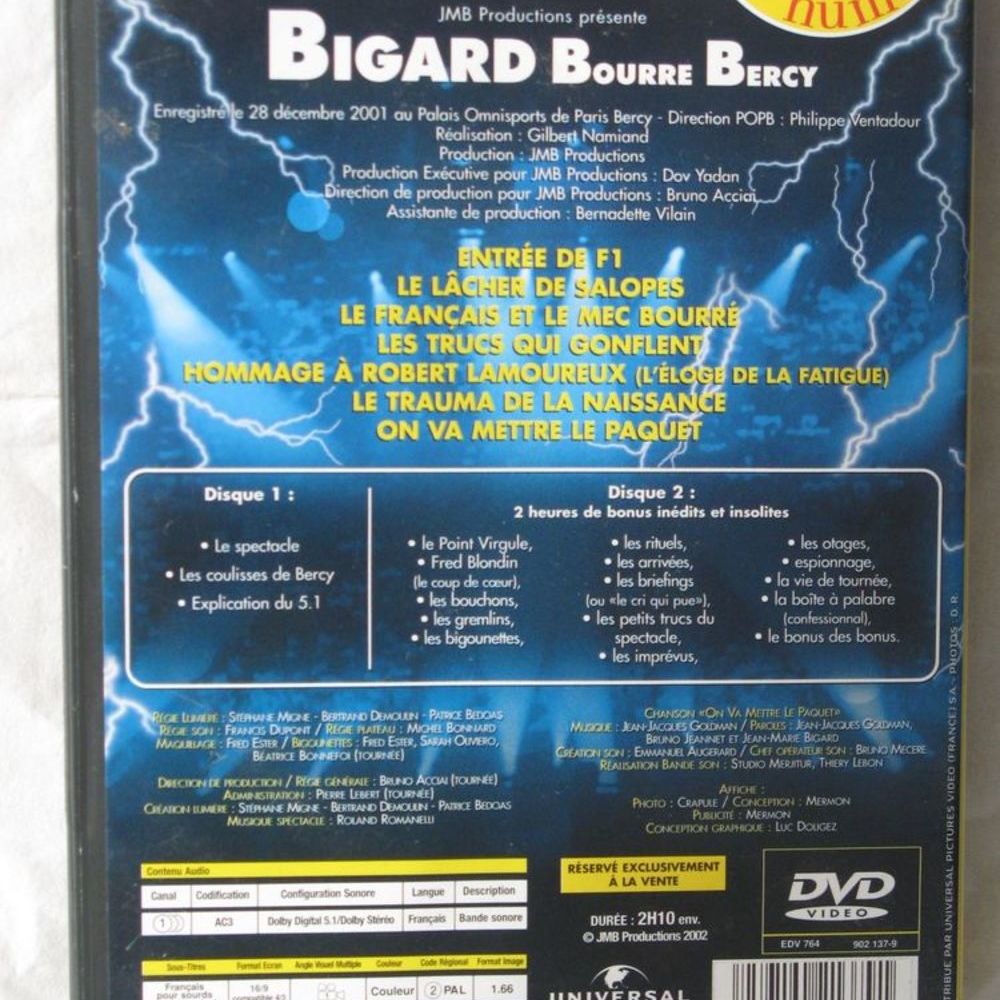 JMB Productions présente
BIGARD BOURRE BERCY
Enregistré le 28 décembre 2001 au Palais Omnisports de Paris Bercy - Direction POPB : Philippe Ventadour
Réalisation : Gilbert Namiand
Production : JMB Productions
Production Exécutive pour JMB Productions : Dov Yadan
Direction de production pour JMB Productions : Bruno Acciaï
Assistante de production : Bernadette Vilain
ENTRÉE DE F1
LE LÂCHER DE SALOPES
LE FRANÇAIS ET LE MEC BOURRÉ
LES TRUCS QUI GONFLENT
HOMMAGE À ROBERT LAMOUREUX (L'ÉLOGE DE LA FATIGUE)
LE TRAUMA DE LA NAISSANCE
ON VA METTRE LE PAQUET
Disque 1 :
• Le spectacle
• Les coulisses de Bercy
• Explication du 5.1
Disque 2 :
2 heures de bonus inédits et insolites
• le Point Virgule,
• Fred Blondin
(le coup de cœur),
• les bouchons,
• les gremlins,
• les bigounettes,
• les rituels,
• les arrivées,
• les briefings
(ou «le cri qui pue»),
• les petits trucs du
spectacle,
• les imprévus,
• les otages,
• espionnage,
• la vie de tournée,
• la boîte à palabre
(confessionnal),
• le bonus des bonus.
RÉGIE LUMIÈRE : STÉPHANE MIGNE - BERTRAND DEMOULIN - PATRICE BEDOAS
RÉGIE SON : FRANCIS DUPONT / RÉGIE PLATEAU : MICHEL BONNARD
MAQUILLAGE : FRED ESTER / BIGOUNETTES : FRED ESTER, SARAH OLIVERO,
BÉATRICE BONNEFOI (TOURNÉE)
DIRECTION DE PRODUCTION / RÉGIE GÉNÉRALE : BRUNO ACCIAI (TOURNÉE)
ADMINISTRATION : PIERRE LEBERT (TOURNÉE)
CRÉATION LUMIÈRE : STÉPHANE MIGNE - BERTRAND DEMOULIN - PATRICE BEDOAS
MUSIQUE SPECTACLE : ROLAND ROMANELLI
CHANSON «ON VA METTRE LE PAQUET»
MUSIQUE : JEAN-JACQUES GOLDMAN / PAROLES : JEAN-JACQUES GOLDMAN,
BRUNO JEANNET ET JEAN-MARIE BIGARD
CRÉATION SON : EMMANUEL AUGERARD / CHEF OPÉRATEUR SON : BRUNO MECERE
RÉALISATION BANDE SON : STUDIO MERJITUR, THIERY LEBON
AFFICHE :
PHOTO : CRAPULE / CONCEPTION : MERMON
PUBLICITÉ : MERMON
CONCEPTION GRAPHIQUE : LUC DOLIGEZ
Contenu Audio
Canal Codification Configuration Sonore Langue Description
1 AC3 Dolby Digital 5.1/Dolby Stéréo Français Bande sonore
Sous-Titres Format Ecran Angle Visuel Multiple Couleur Code Régional Format Image
Français 16/9 Couleur 2 PAL 1.66
pour sourds compatible 4/3
RÉSERVÉ EXCLUSIVEMENT
À LA VENTE
DURÉE : 2H10 env.
© JMB Productions 2002
DVD
VIDEO
EDV 764 902 137-9
UNIVERSAL
TRIBUÉ PAR UNIVERSAL PICTURES VIDEO (FRANCE) S.A. - PHOTOS : D.R.